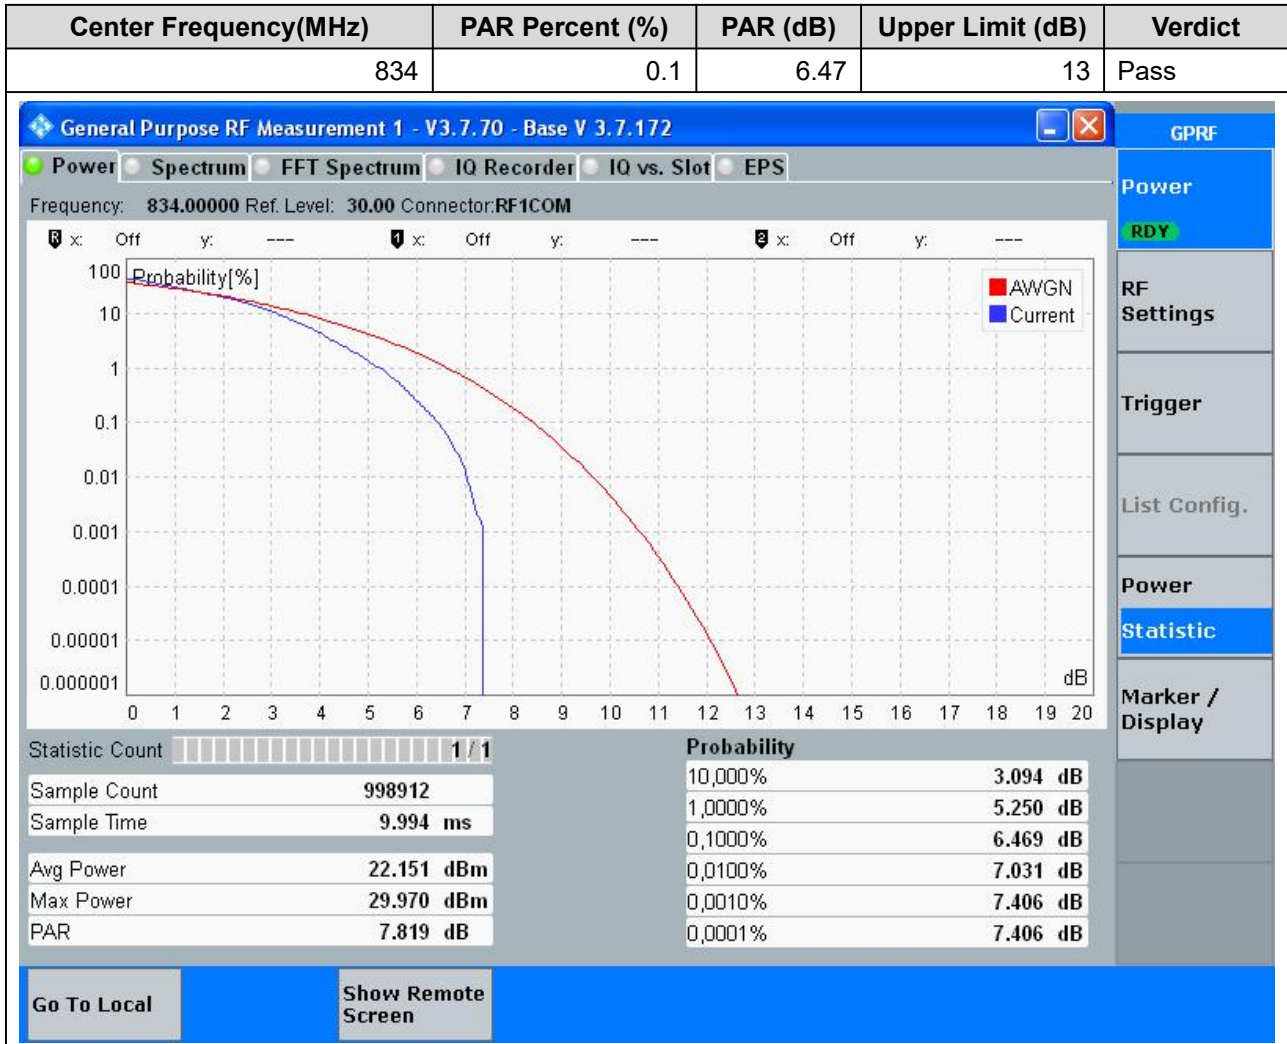 Center Frequency(MHz) PAR Percent (%) PAR (dB) Upper Limit (dB) Verdict
834 0.1 6.47 13 Pass
General Purpose RF Measurement 1 - V3.7.70 - Base V 3.7.172
GPRF
Power Spectrum FFT Spectrum IQ Recorder IQ vs. Slot EPS
Power
RDY
Frequency: 834.00000 Ref. Level: 30.00 Connector:RF1COM
R x: Off y: --- 1 x: Off y: --- 2 x: Off y: ---
Probability[%]
AWGN
Current
100
10
1
0.1
0.01
0.001
0.0001
0.00001
0.000001
dB
0 1 2 3 4 5 6 7 8 9 10 11 12 13 14 15 16 17 18 19 20
RF
Settings
Trigger
List Config.
Power
Statistic
Marker /
Display
Statistic Count 1 / 1
Sample Count 998912
Sample Time 9.994 ms
Avg Power 22.151 dBm
Max Power 29.970 dBm
PAR 7.819 dB
Probability
10,000% 3.094 dB
1,0000% 5.250 dB
0,1000% 6.469 dB
0,0100% 7.031 dB
0,0010% 7.406 dB
0,0001% 7.406 dB
Go To Local
Show Remote
Screen